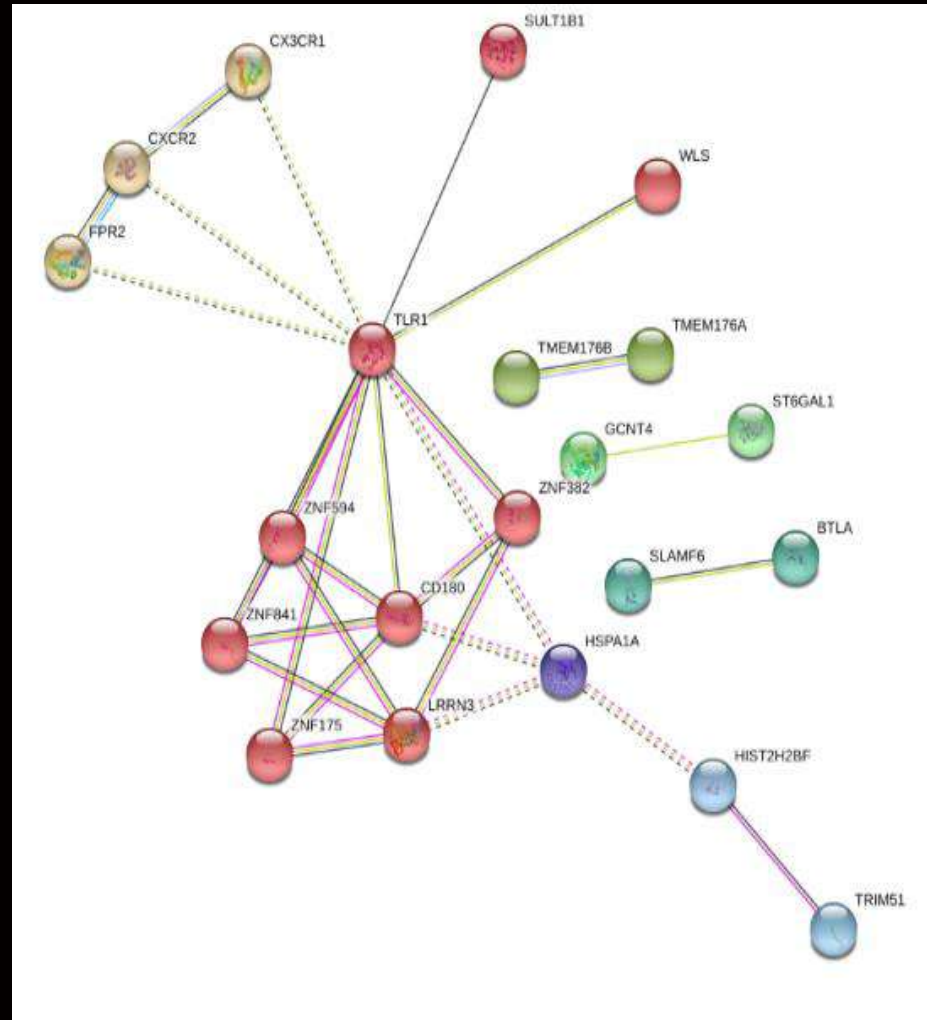 SULT1B1
CX3CR1
CXCR2
WLS
FPR2
TLR1
TMEM176A
TMEM176B
ST6GAL1
GCNT4
ZNF382
ZNF594
BTLA
SLAMF6
CD180
ZNF841
HSPA1A
LRRN3
ZNF175
HIST2H2BF
TRIM51